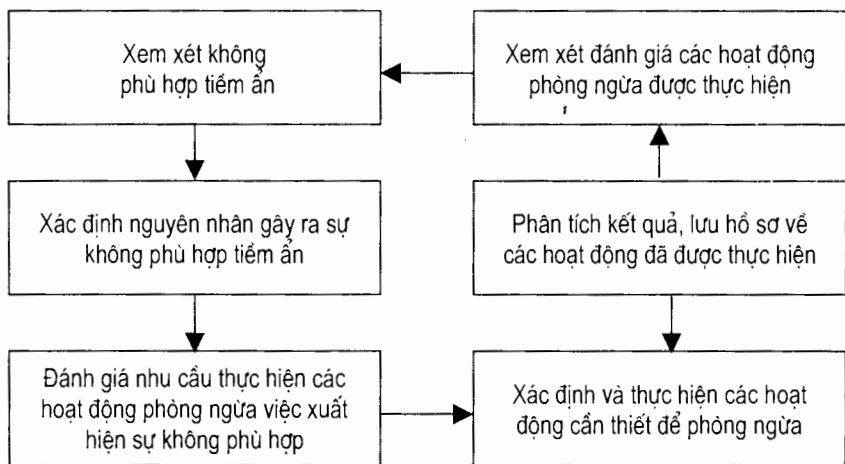 Xem xét không
phù hợp tiềm ẩn
Xem xét đánh giá các hoạt động
phòng ngừa được thực hiện
Xác định nguyên nhân gây ra sự
không phù hợp tiềm ẩn
Phân tích kết quả, lưu hồ sơ về
các hoạt động đã được thực hiện
Đánh giá nhu cầu thực hiện các
hoạt động phòng ngừa việc xuất
hiện sự không phù hợp
Xác định và thực hiện các hoạt
động cần thiết để phòng ngừa